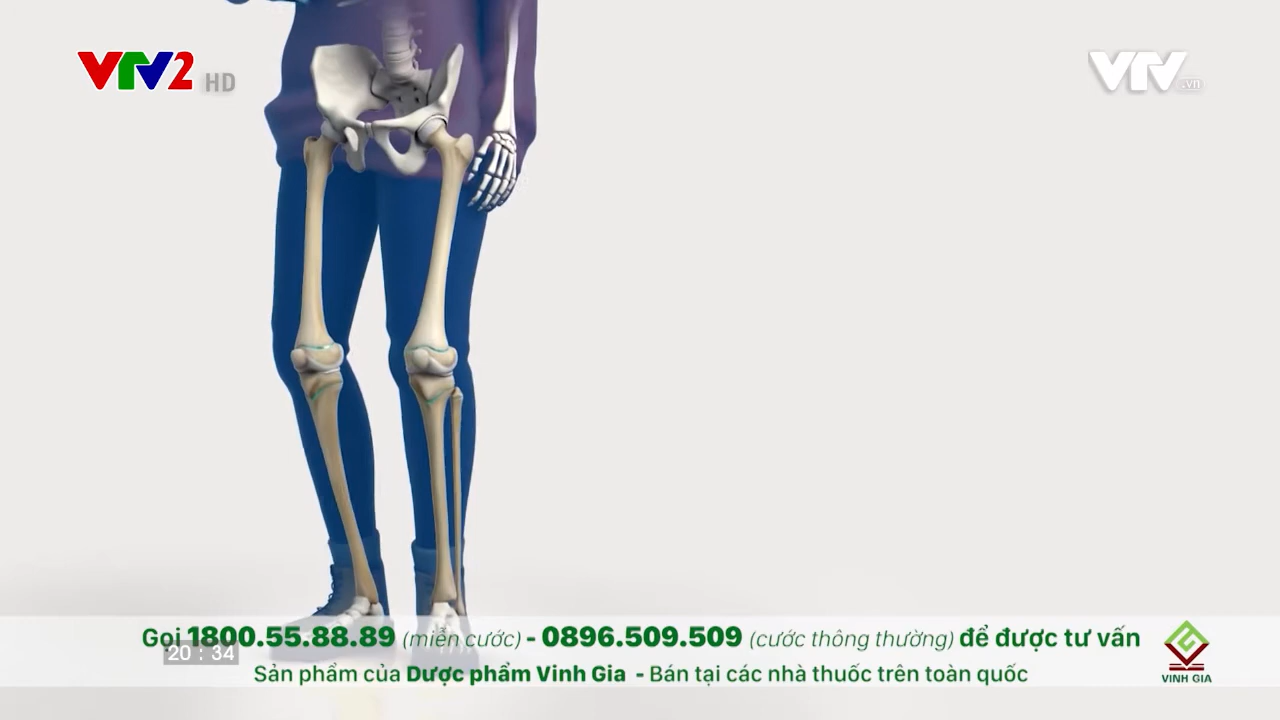 VTV2 HD
VTV.vn
Gọi 1800.55.88.89 (miễn cước) - 0896.509.509 (cước thông thường) để được tư vấn
20 : 34
Sản phẩm của Dược phẩm Vinh Gia - Bán tại các nhà thuốc trên toàn quốc
VINH GIA